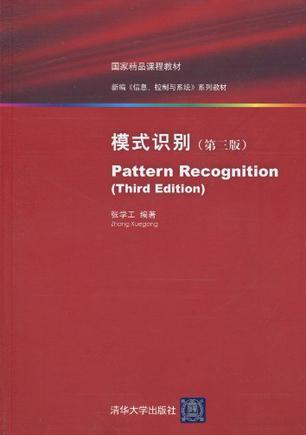 国家精品课程教材
新编《信息、控制与系统》系列教材
模式识别(第三版)
Pattern Recognition
(Third Edition)
张学工 编著
Zhang Xuegong
清华大学出版社